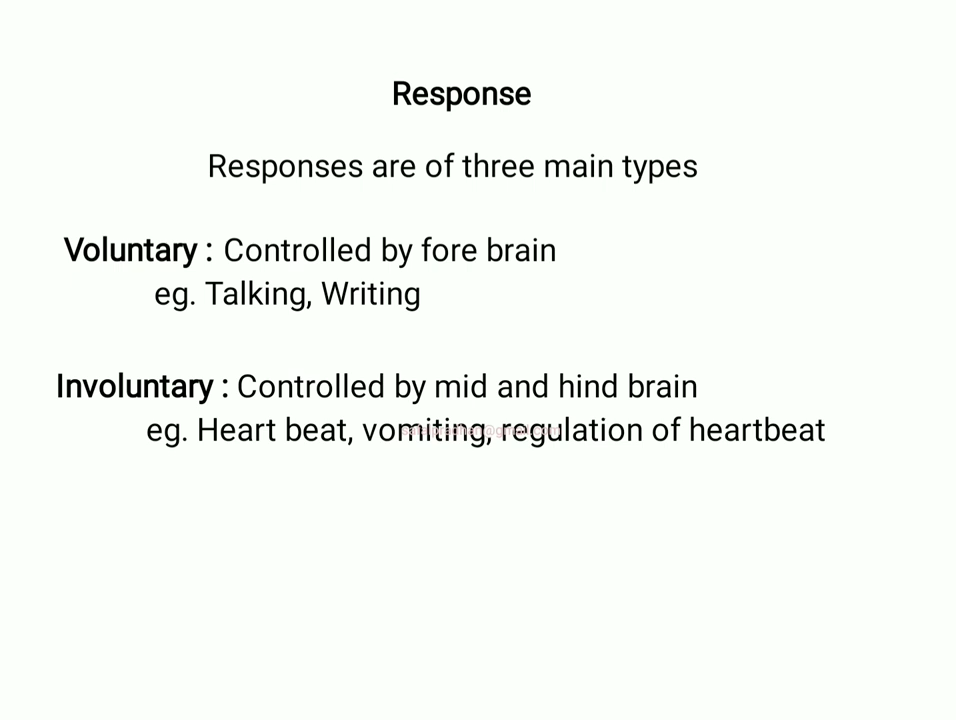 Response
Responses are of three main types
Voluntary : Controlled by fore brain
eg. Talking, Writing
Involuntary : Controlled by mid and hind brain
eg. Heart beat, vomiting, regulation of heartbeat